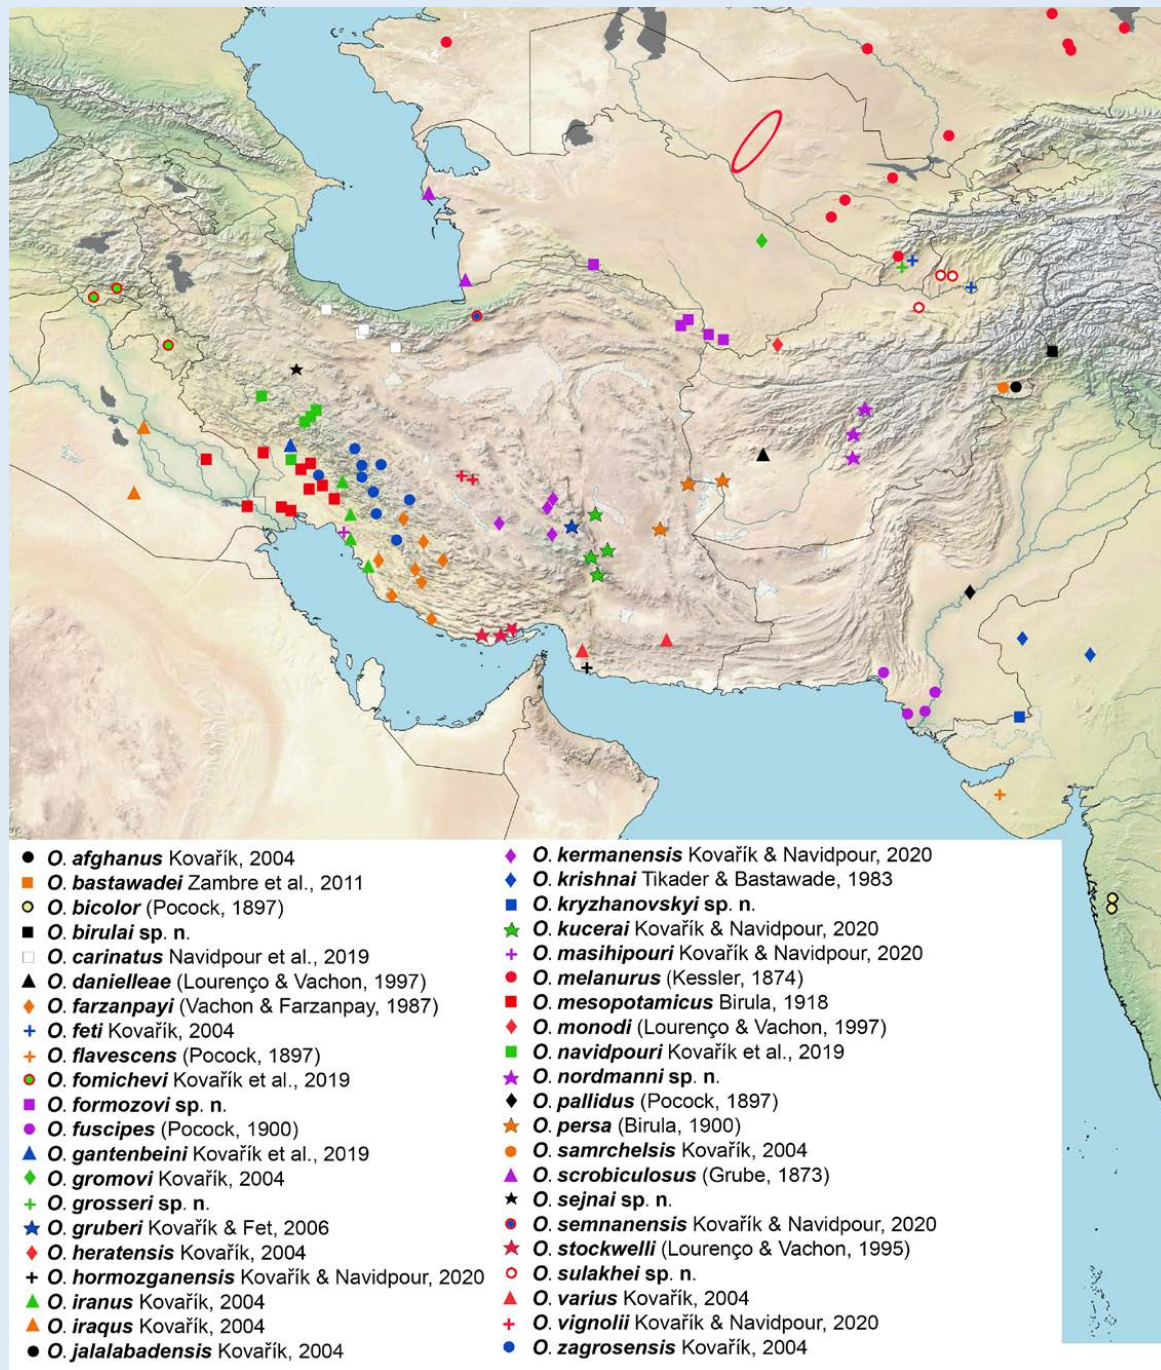 O. afghanus Kovařík, 2004
O. bastawadei Zambre et al., 2011
O. bicolor (Pocock, 1897)
O. birulai sp. n.
O. carinatus Navidpour et al., 2019
O. danielleae (Lourenço & Vachon, 1997)
O. farzanpayi (Vachon & Farzanpay, 1987)
O. feti Kovařík, 2004
O. flavescens (Pocock, 1897)
O. fomichevi Kovařík et al., 2019
O. formozovi sp. n.
O. fuscipes (Pocock, 1900)
O. gantenbeini Kovařík et al., 2019
O. gromovi Kovařík, 2004
O. grosseri sp. n.
O. gruberi Kovařík & Fet, 2006
O. heratensis Kovařík, 2004
O. hormozganensis Kovařík & Navidpour, 2020
O. iranus Kovařík, 2004
O. iraqus Kovařík, 2004
O. jalalabadensis Kovařík, 2004
O. kermanensis Kovařík & Navidpour, 2020
O. krishnai Tikader & Bastawade, 1983
O. kryzhanovskyi sp. n.
O. kucerai Kovařík & Navidpour, 2020
O. masihipouri Kovařík & Navidpour, 2020
O. melanurus (Kessler, 1874)
O. mesopotamicus Birula, 1918
O. monodi (Lourenço & Vachon, 1997)
O. navidpouri Kovařík et al., 2019
O. nordmanni sp. n.
O. pallidus (Pocock, 1897)
O. persa (Birula, 1900)
O. samrchelsis Kovařík, 2004
O. scrobiculosus (Grube, 1873)
O. sejnai sp. n.
O. semnanensis Kovařík & Navidpour, 2020
O. stockwelli (Lourenço & Vachon, 1995)
O. sulakhei sp. n.
O. varius Kovařík, 2004
O. vignolii Kovařík & Navidpour, 2020
O. zagrosensis Kovařík, 2004